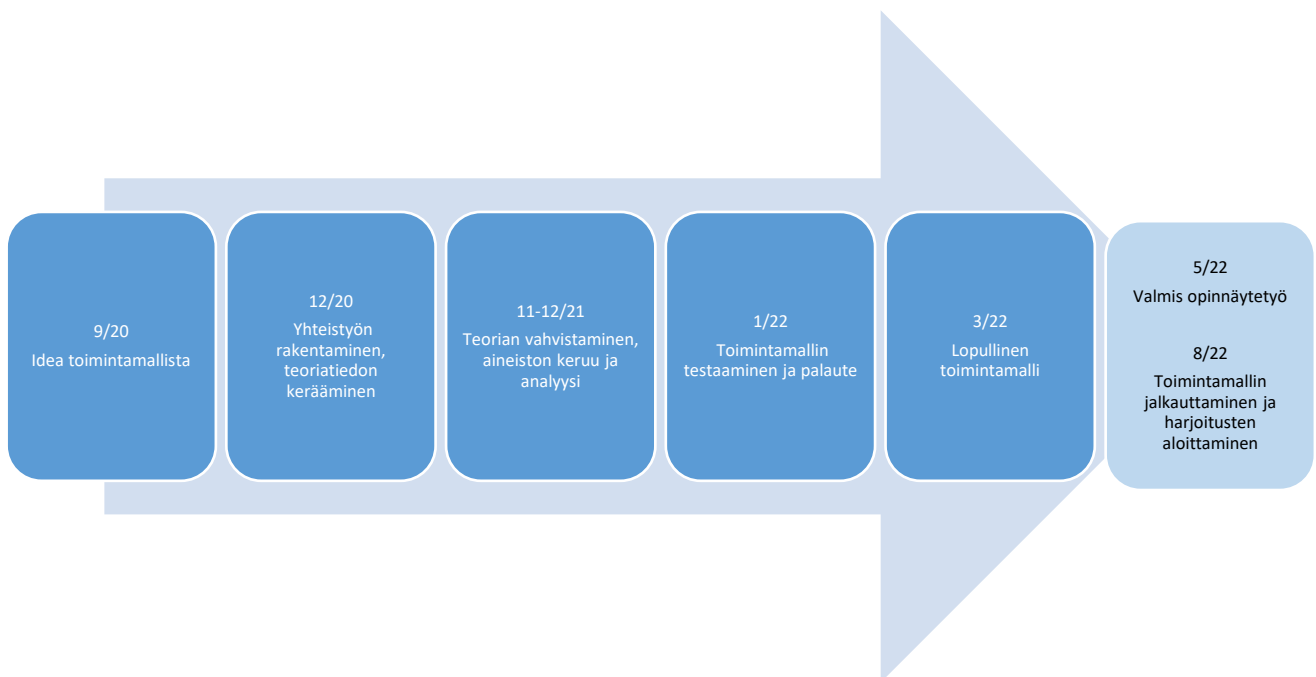 9/20
Idea toimintamallista
12/20
Yhteistyön
rakentaminen,
teoriatiedon
kerääminen
11-12/21
Teorian vahvistaminen,
aineiston keruu ja
analyysi
1/22
Toimintamallin
testaaminen ja palaute
3/22
Lopullinen
toimintamalli
5/22
Valmis opinnäytetyö
8/22
Toimintamallin
jalkauttaminen ja
harjoitusten
aloittaminen